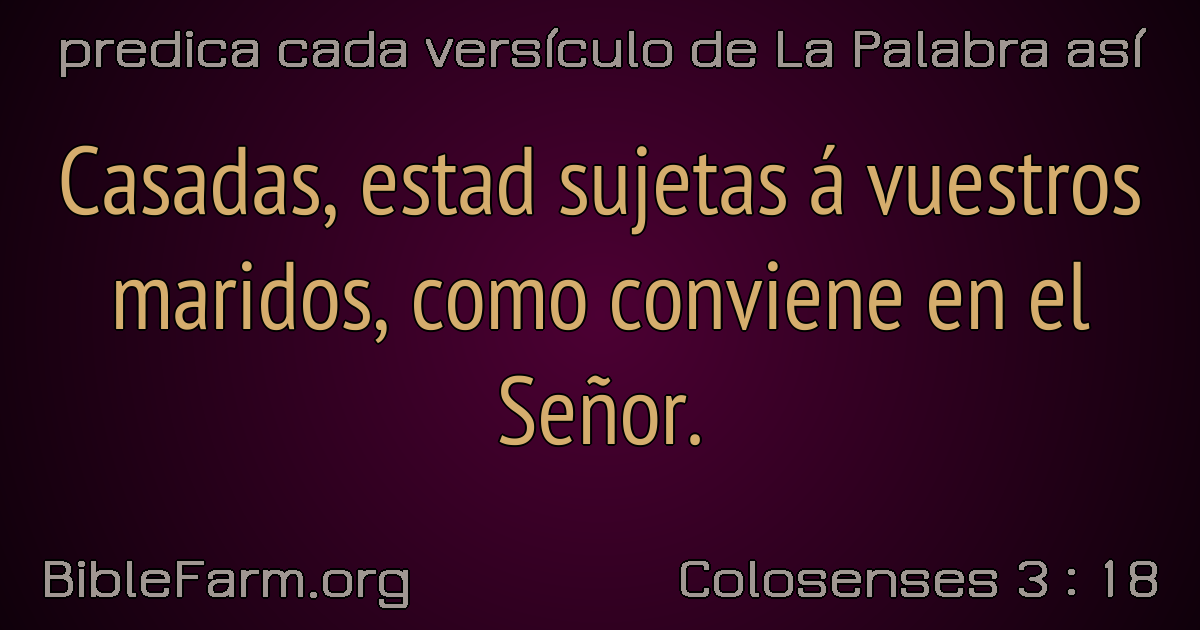 predica cada versículo de La Palabra así
Casadas, estad sujetas á vuestros
maridos, como conviene en el
Señor.
BibleFarm.org
Colosenses 3 : 18